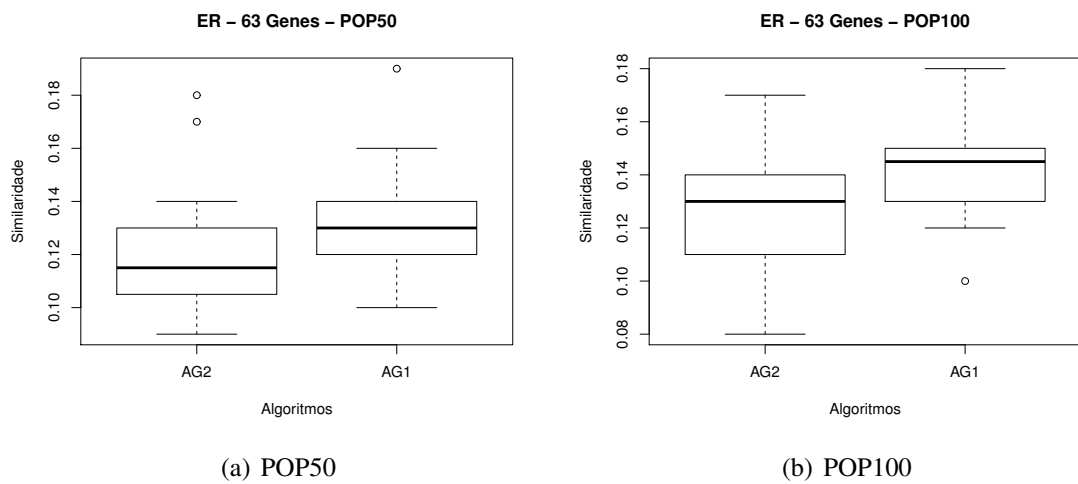 ER − 63 Genes − POP50
Similaridade
0.18
0.16
0.14
0.12
0.10
AG2 AG1
Algoritmos
(a) POP50
ER − 63 Genes − POP100
Similaridade
0.18
0.16
0.14
0.12
0.10
0.08
AG2 AG1
Algoritmos
(b) POP100